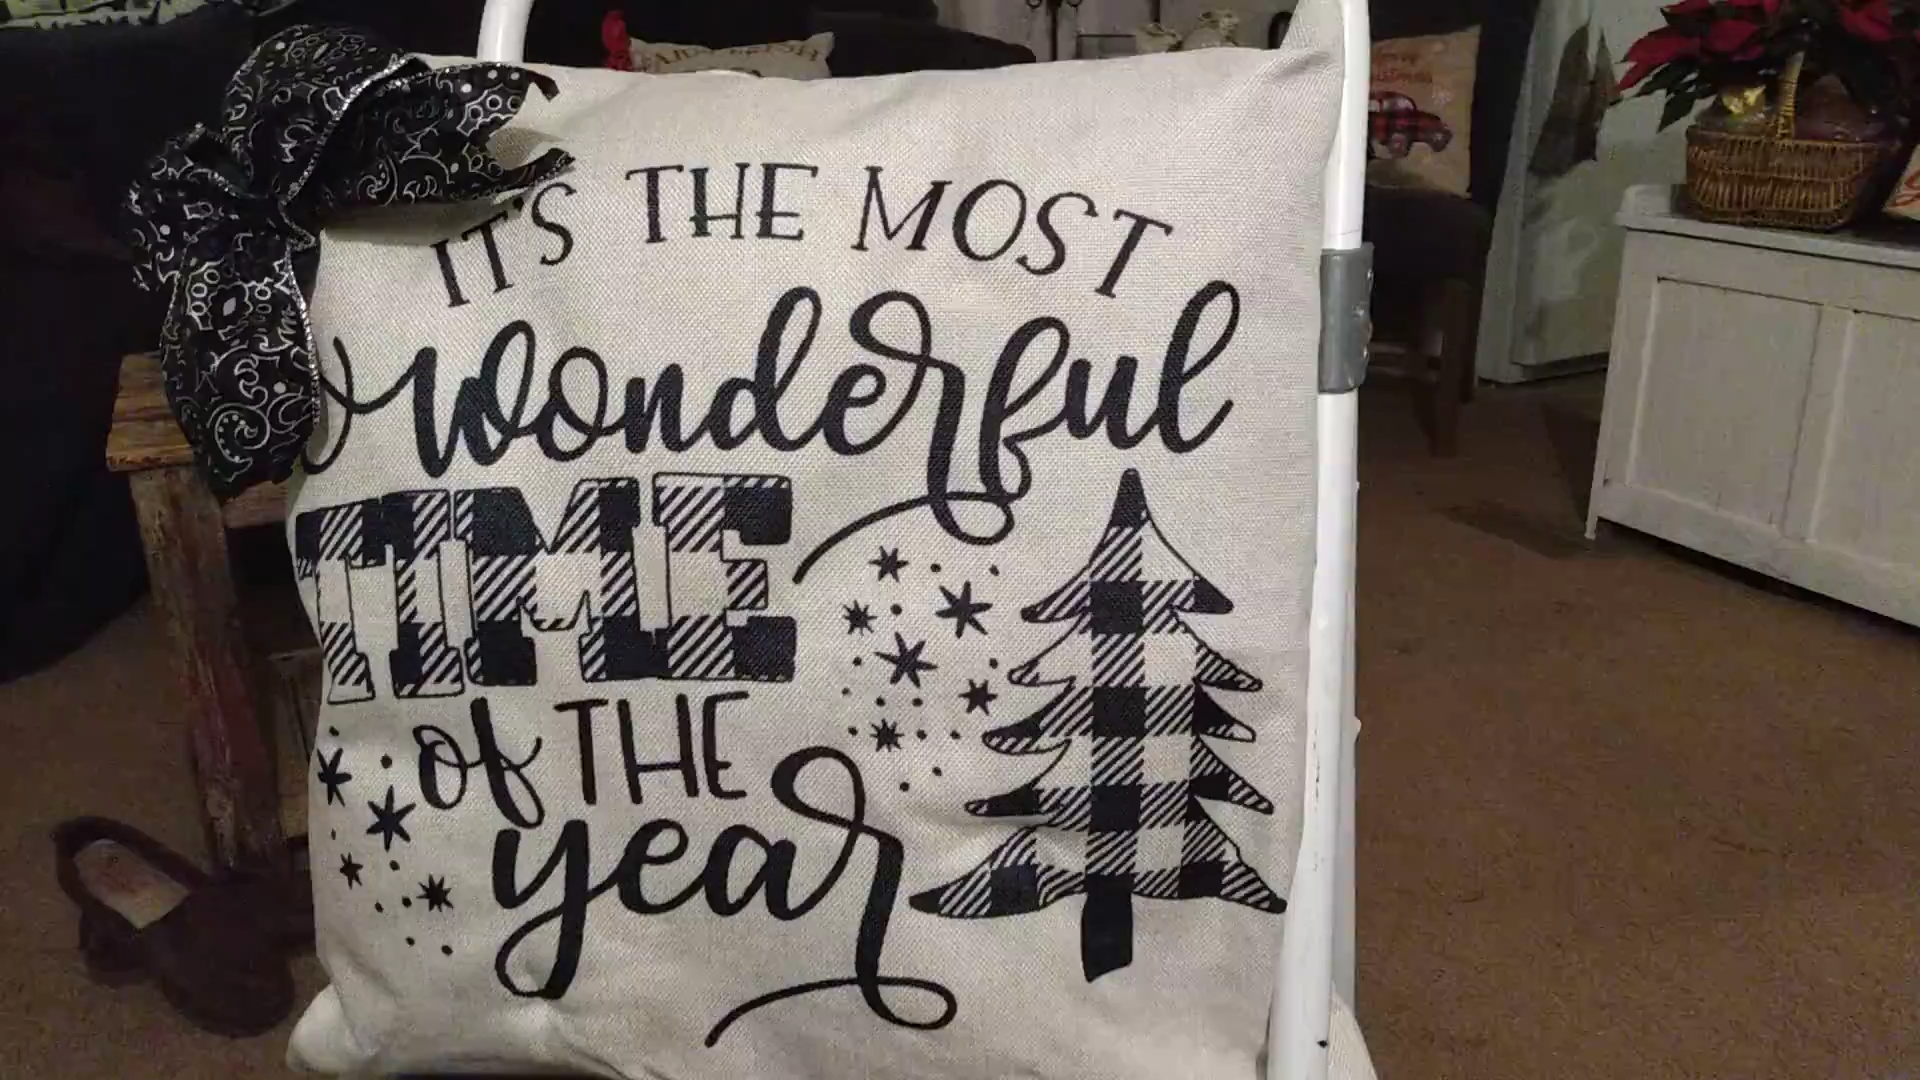 IT'S THE MOST
wonderful
TIME
of THE
year